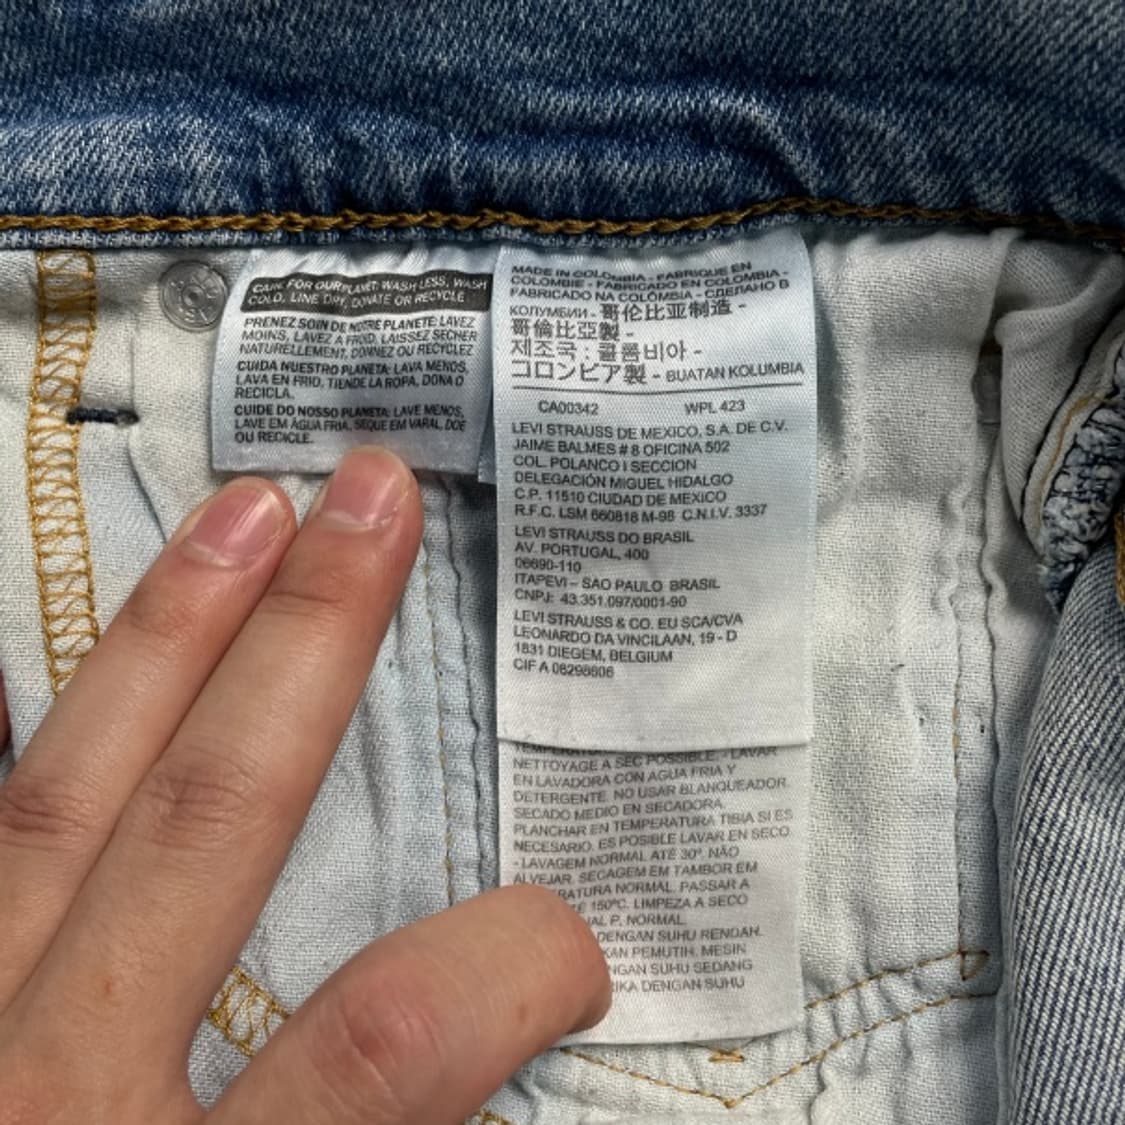 CARE FOR OUR PLANET: WASH LESS, WASH
COLD, LINE DRY, DONATE OR RECYCLE
PRENEZ SOIN DE NOTRE PLANETE: LAVEZ
MOINS, LAVEZ A FROID, LAISSEZ SECHER
NATURELLEMENT, DONNEZ OU RECYCLEZ
CUIDA NUESTRO PLANETA: LAVA MENOS,
LAVA EN FRIO, TIENDE LA ROPA, DONA O
RECICLA.
CUIDE DO NOSSO PLANETA: LAVE MENOS,
LAVE EM ÁGUA FRIA, SEQUE EM VARAL, DOE
OU RECICLE.
MADE IN COLOMBIA - FABRIQUE EN
COLOMBIE - FABRICADO EN COLOMBIA -
FABRICADO NA COLÔMBIA - СДЕЛАНО В
КОЛУМБИИ - 哥伦比亚制造 -
哥倫比亞製 -
제조국 : 콜롬비아 -
コロンビア製 - BUATAN KOLUMBIA
CA00342 WPL 423
LEVI STRAUSS DE MEXICO, S.A. DE C.V.
JAIME BALMES # 8 OFICINA 502
COL. POLANCO I SECCION
DELEGACIÓN MIGUEL HIDALGO
C.P. 11510 CIUDAD DE MEXICO
R.F.C. LSM 660818 M-98 C.N.I.V. 3337
LEVI STRAUSS DO BRASIL
AV. PORTUGAL, 400
06690-110
ITAPEVI – SAO PAULO BRASIL
CNPJ: 43.351.097/0001-90
LEVI STRAUSS & CO. EU SCA/CVA
LEONARDO DA VINCILAAN, 19 - D
1831 DIEGEM, BELGIUM
CIF A 08298606
NETTOYAGE A SEC POSSIBLE. - LAVAR
EN LAVADORA CON AGUA FRIA Y
DETERGENTE. NO USAR BLANQUEADOR.
SECADO MEDIO EN SECADORA.
PLANCHAR EN TEMPERATURA TIBIA SI ES
NECESARIO. ES POSIBLE LAVAR EN SECO.
- LAVAGEM NORMAL ATÉ 30º. NÃO
ALVEJAR. SECAGEM EM TAMBOR EM
RATURA NORMAL. PASSAR A
150ºC. LIMPEZA A SECO
P, NORMAL
DENGAN SUHU RENDAH.
KAN PEMUTIH. MESIN
NGAN SUHU SEDANG
RIKA DENGAN SUHU